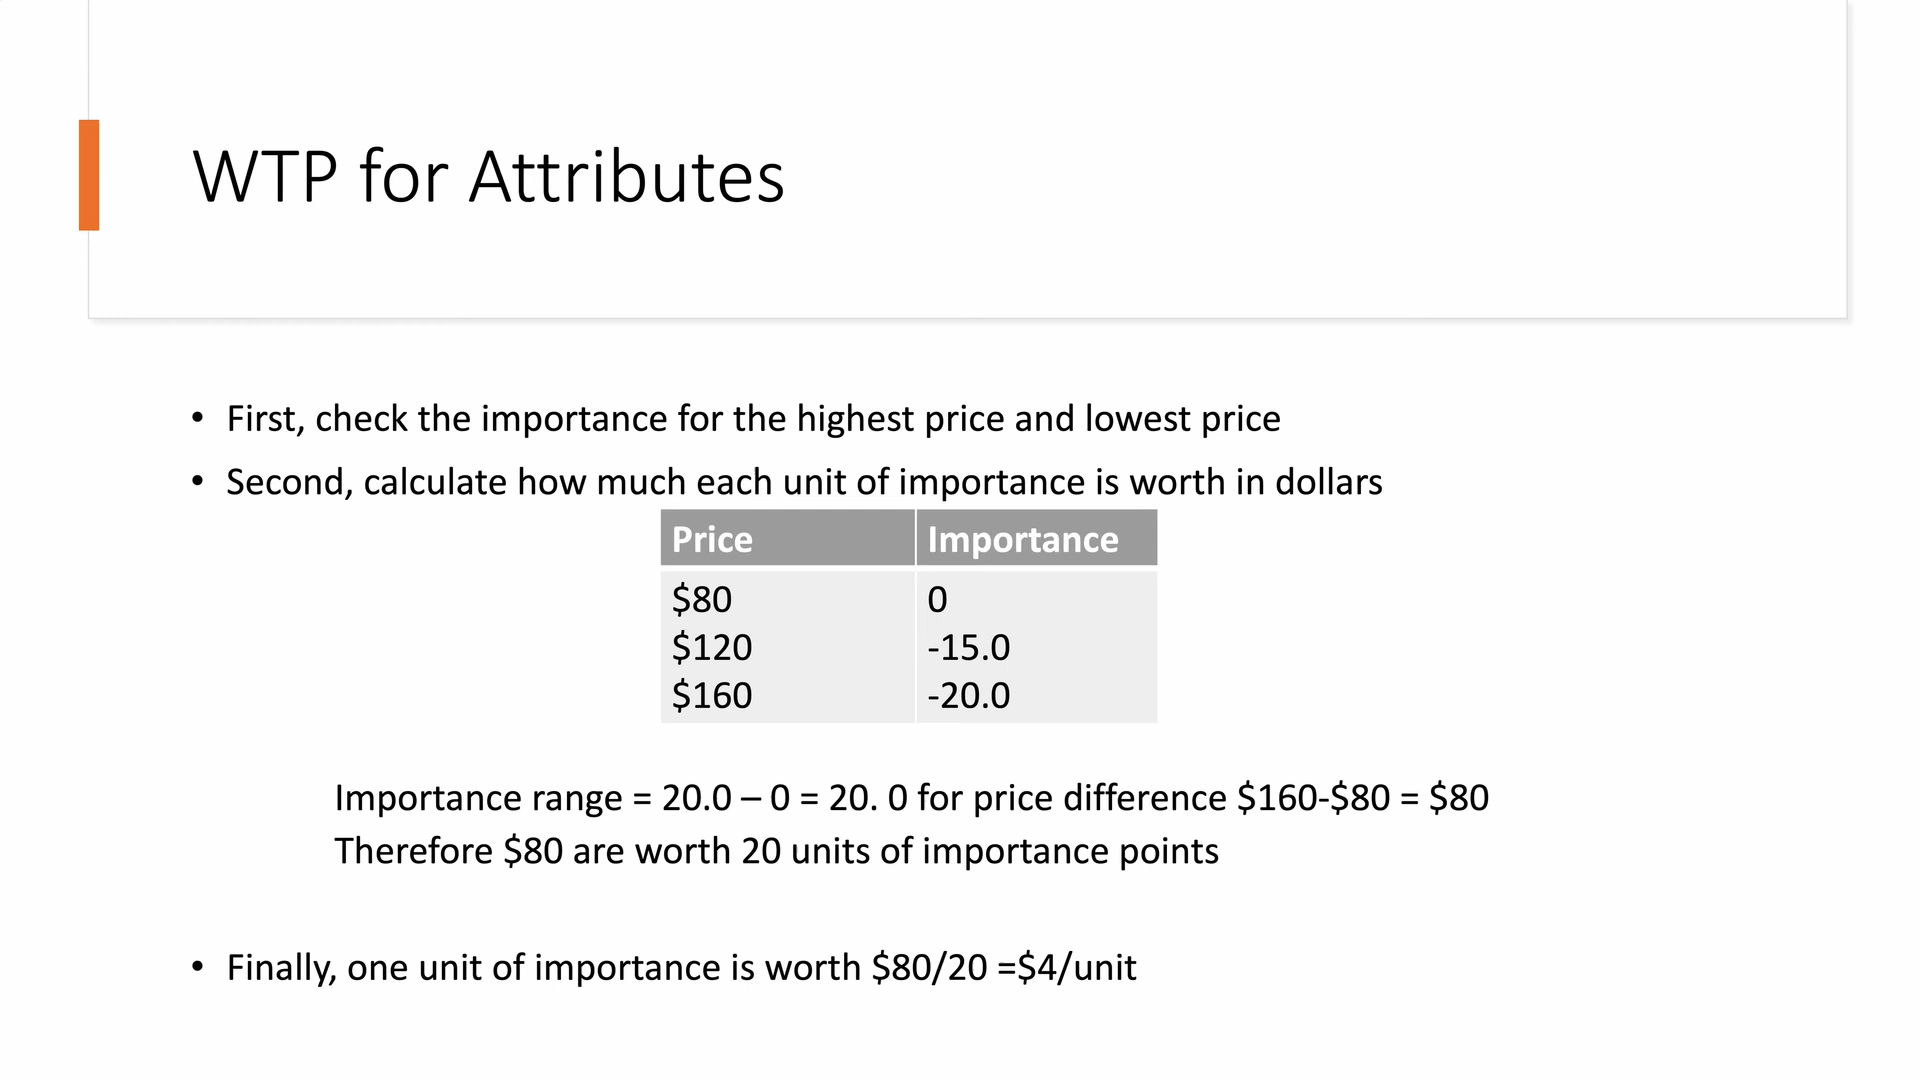 WTP for Attributes
• First, check the importance for the highest price and lowest price
• Second, calculate how much each unit of importance is worth in dollars
Price Importance
$80 0
$120 -15.0
$160 -20.0
Importance range = 20.0 – 0 = 20. 0 for price difference $160-$80 = $80
Therefore $80 are worth 20 units of importance points
• Finally, one unit of importance is worth $80/20 =$4/unit